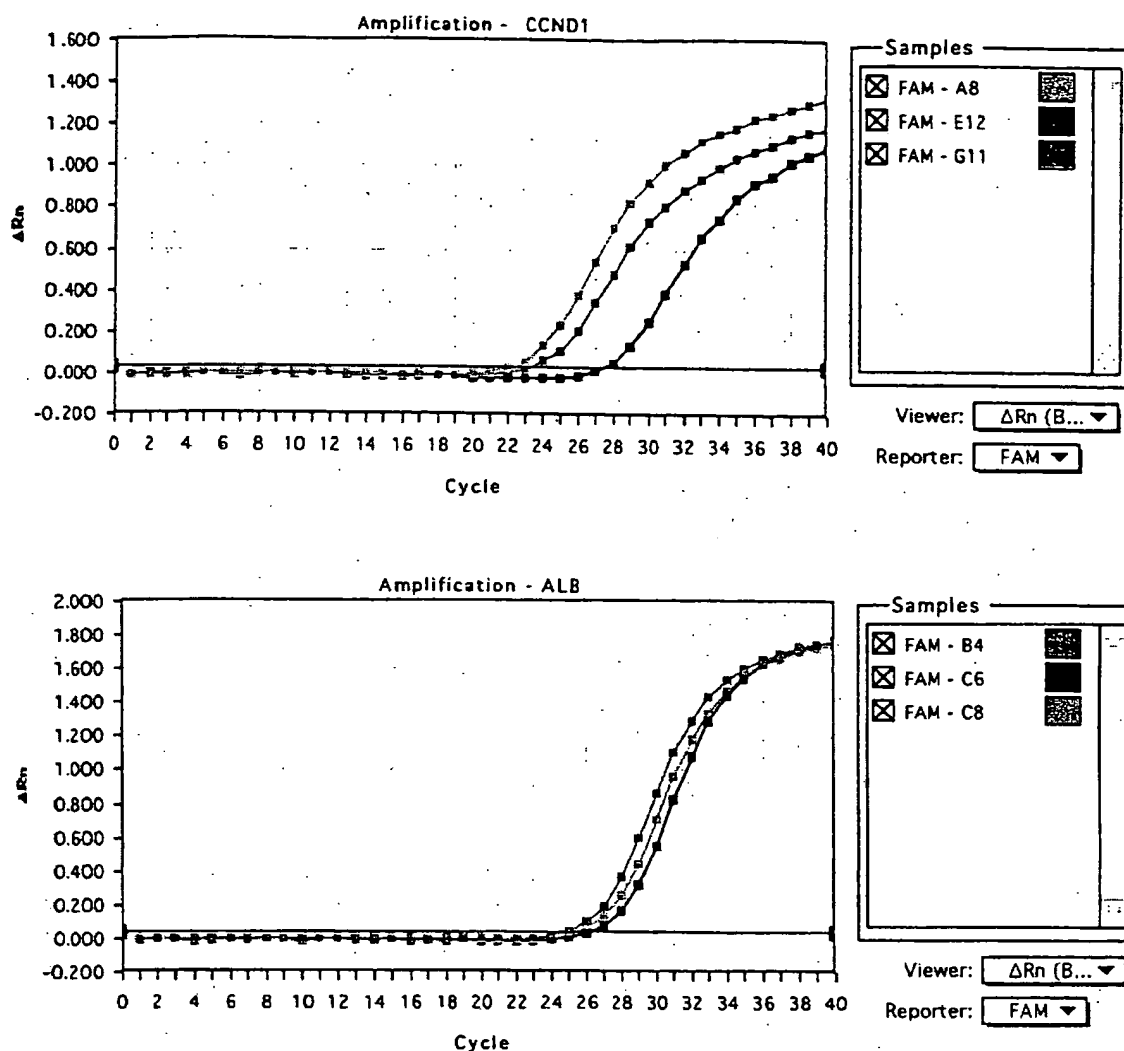 Amplification - CCND1
1.600
1.400
1.200
1.000
0.800
0.600
0.400
0.200
0.000
-0.200
ΔRn
0 2 4 6 8 10 12 14 16 18 20 22 24 26 28 30 32 34 36 38 40
Cycle
Samples
FAM - A8
FAM - E12
FAM - G11
Viewer: ΔRn (B...
Reporter: FAM
Amplification - ALB
2.000
1.800
1.600
1.400
1.200
1.000
0.800
0.600
0.400
0.200
0.000
-0.200
ΔRn
0 2 4 6 8 10 12 14 16 18 20 22 24 26 28 30 32 34 36 38 40
Cycle
Samples
FAM - B4
FAM - C6
FAM - C8
Viewer: ΔRn (B...
Reporter: FAM